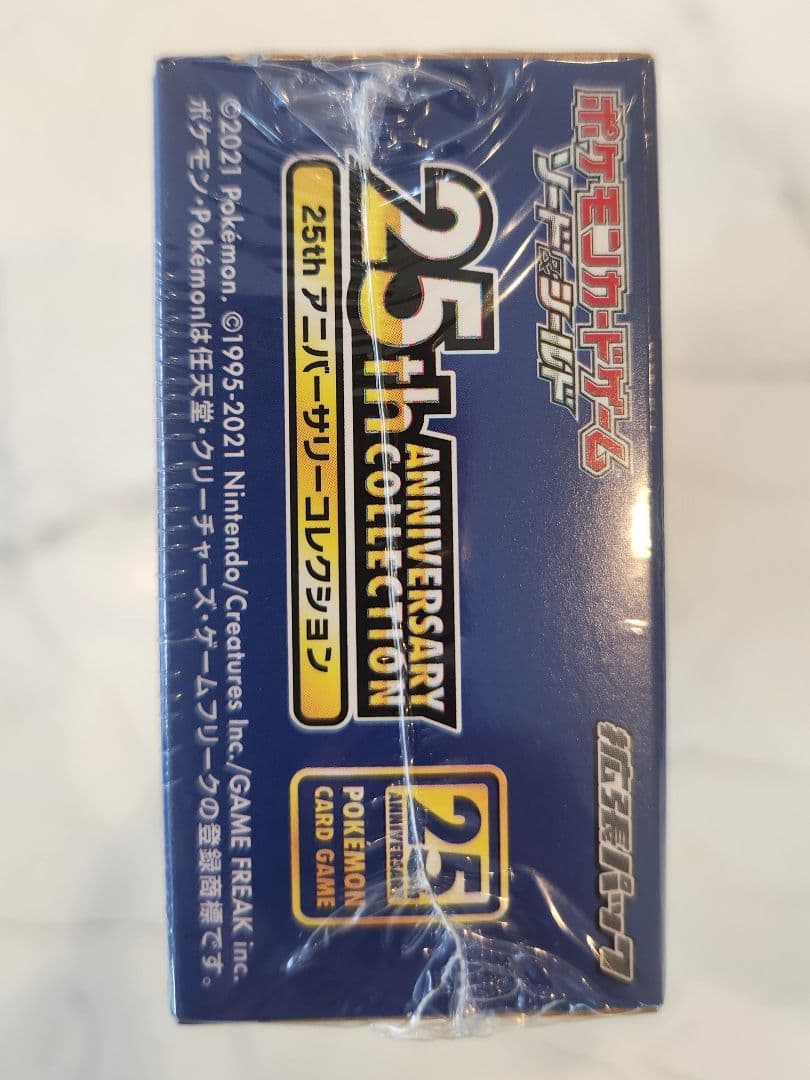 ポケモンカードゲーム
ソード&シールド
拡張パック
25th
ANNIVERSARY
COLLECTION
25th アニバーサリーコレクション
25
ANNIVERSARY
POKEMON
CARD GAME
©2021 Pokémon. ©1995-2021 Nintendo/Creatures Inc./GAME FREAK inc.
ポケモン・Pokémonは任天堂・クリーチャーズ・ゲームフリークの登録商標です。